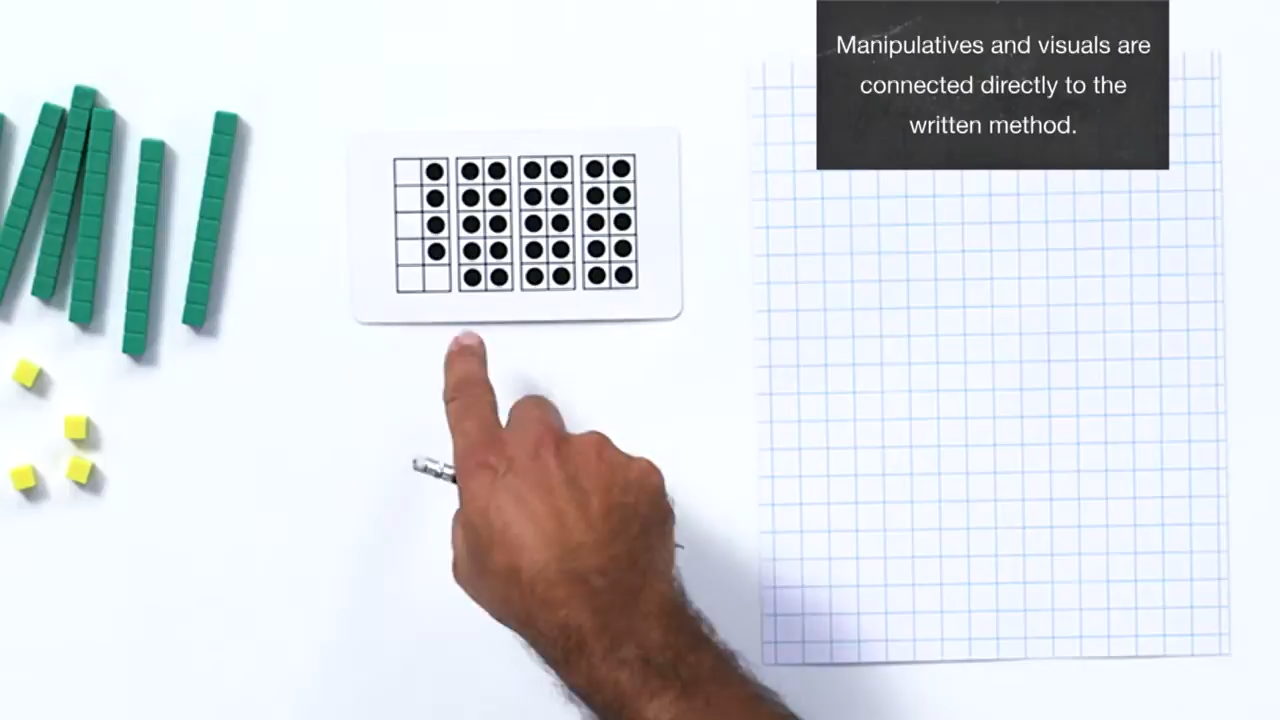 Manipulatives and visuals are
connected directly to the
written method.